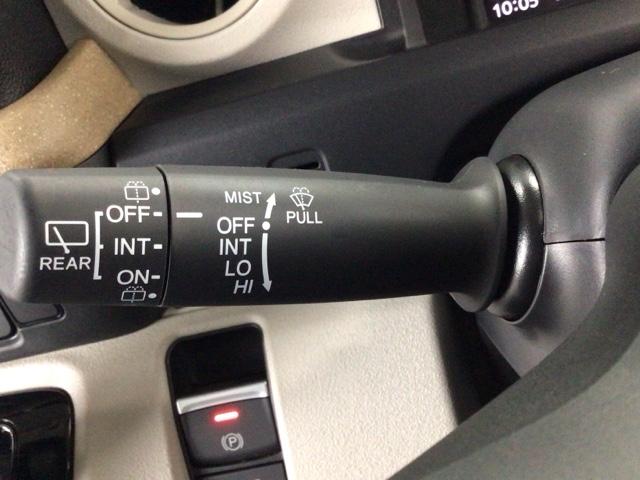 10:05
MIST
OFF
INT
LO
HI
PULL
REAR
OFF
INT
ON
P